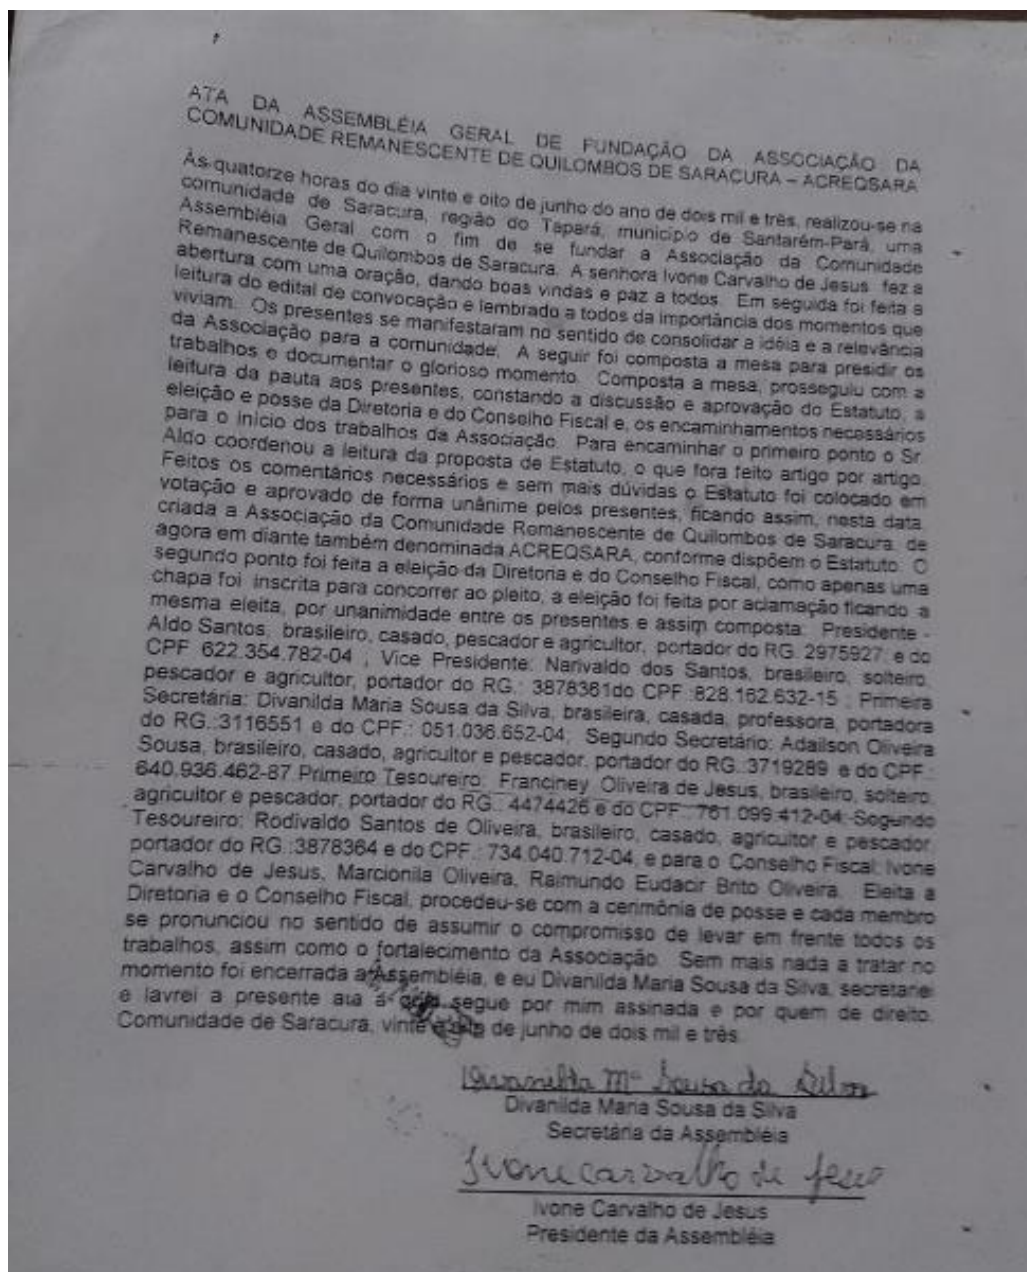 ATA DA ASSEMBLÉIA GERAL DE FUNDAÇÃO DA ASSOCIAÇÃO DA
COMUNIDADE REMANESCENTE DE QUILOMBOS DE SARACURA – ACREQSARA
Às quatorze horas do dia vinte e oito de junho do ano de dois mil e três, realizou-se na
comunidade de Saracura, região do Tapará, município de Santarém-Pará, uma
Assembléia Geral com o fim de se fundar a Associação da Comunidade
Remanescente de Quilombos de Saracura. A senhora Ivone Carvalho de Jesus fez a
abertura com uma oração, dando boas vindas e paz a todos. Em seguida foi feita a
leitura do edital de convocação e lembrado a todos da importância dos momentos que
viviam. Os presentes se manifestaram no sentido de consolidar a idéia e a relevância
da Associação para a comunidade. A seguir foi composta a mesa para presidir os
trabalhos e documentar o glorioso momento. Composta a mesa, prosseguiu com a
leitura da pauta aos presentes, constando a discussão e aprovação do Estatuto, a
eleição e posse da Diretoria e do Conselho Fiscal e, os encaminhamentos necessários
para o início dos trabalhos da Associação. Para encaminhar o primeiro ponto o Sr.
Aldo coordenou a leitura da proposta de Estatuto, o que fora feito artigo por artigo.
Feitos os comentários necessários e sem mais dúvidas o Estatuto foi colocado em
votação e aprovado de forma unânime pelos presentes, ficando assim, nesta data,
criada a Associação da Comunidade Remanescente de Quilombos de Saracura, de
agora em diante também denominada ACREQSARA, conforme dispõem o Estatuto. O
segundo ponto foi feita a eleição da Diretoria e do Conselho Fiscal, como apenas uma
chapa foi inscrita para concorrer ao pleito, a eleição foi feita por aclamação ficando a
mesma eleita, por unanimidade entre os presentes e assim composta: Presidente -
Aldo Santos, brasileiro, casado, pescador e agricultor, portador do RG. 2975927 e do
CPF 622.354.782-04 , Vice Presidente: Narivaldo dos Santos, brasileiro, solteiro,
pescador e agricultor, portador do RG.: 3878361do CPF :828.162.632-15 ; Primeira
Secretária: Divanilda Maria Sousa da Silva, brasileira, casada, professora, portadora
do RG.:3116551 e do CPF.: 051.036.652-04, Segundo Secretário: Adailson Oliveira
Sousa, brasileiro, casado, agricultor e pescador, portador do RG.:3719289 e do CPF.:
640.936.462-87 Primeiro Tesoureiro: Franciney Oliveira de Jesus, brasileiro, solteiro,
agricultor e pescador, portador do RG.: 4474426 e do CPF.: 761.099.412-04. Segundo
Tesoureiro: Rodivaldo Santos de Oliveira, brasileiro, casado, agricultor e pescador,
portador do RG.:3878364 e do CPF.: 734.040.712-04, e para o Conselho Fiscal: Ivone
Carvalho de Jesus, Marcionila Oliveira, Raimundo Eudacir Brito Oliveira. Eleita a
Diretoria e o Conselho Fiscal, procedeu-se com a cerimônia de posse e cada membro
se pronunciou no sentido de assumir o compromisso de levar em frente todos os
trabalhos, assim como o fortalecimento da Associação. Sem mais nada a tratar no
momento foi encerrada a Assembléia, e eu Divanilda Maria Sousa da Silva, secretariei
e lavrei a presente ata a qual segue por mim assinada e por quem de direito.
Comunidade de Saracura, vinte e oito de junho de dois mil e três.
Divanilda Mª Sousa da Silva
Divanilda Maria Sousa da Silva
Secretária da Assembléia
Ivone Carvalho de Jesus
Ivone Carvalho de Jesus
Presidente da Assembléia